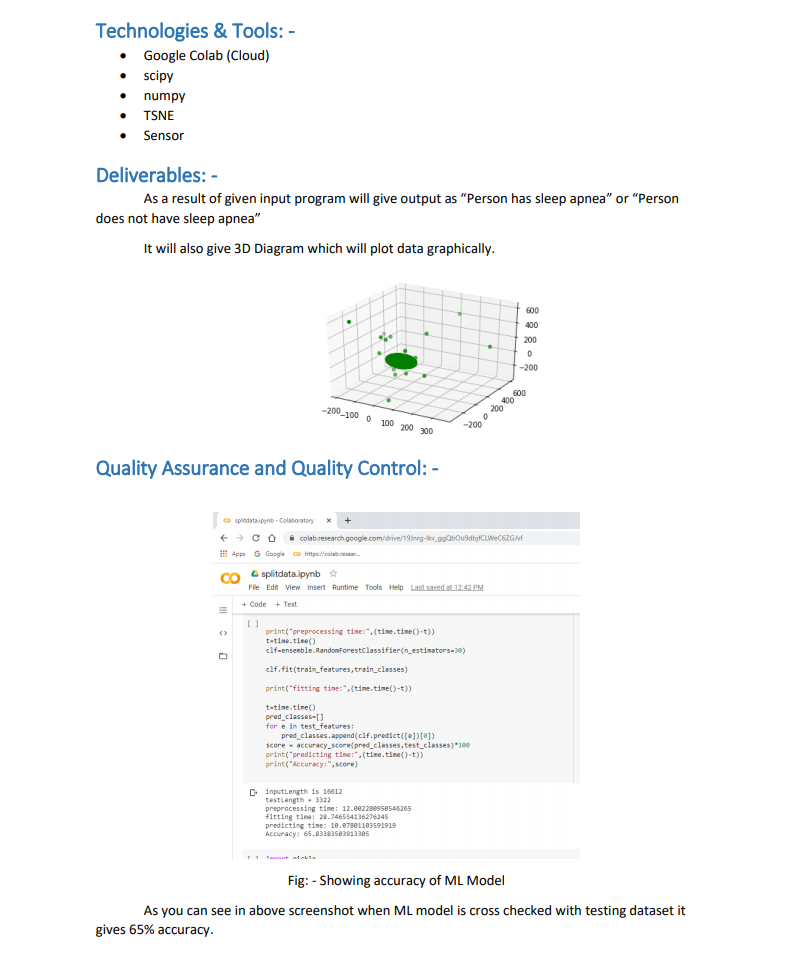 Technologies & Tools: -
• Google Colab (Cloud)
• scipy
• numpy
• TSNE
• Sensor
Deliverables: -
As a result of given input program will give output as “Person has sleep apnea” or “Person
does not have sleep apnea”
It will also give 3D Diagram which will plot data graphically.
600
400
200
0
−200
600
400
200
0
−200
−200
−100
0
100
200
300
Quality Assurance and Quality Control: -
splitdata.ipynb - Colaboratory × +
Apps Google https://colab.resear...
splitdata.ipynb
File Edit View Insert Runtime Tools Help Last saved at 12:42 PM
+ Code + Text
[ ]
print("preprocessing time:",(time.time()-t))
t=time.time()
clf=ensemble.RandomForestClassifier(n_estimators=30)
clf.fit(train_features,train_classes)
print("fitting time:",(time.time()-t))
t=time.time()
pred_classes=[]
for e in test_features:
pred_classes.append(clf.predict([e])[0])
score = accuracy_score(pred_classes,test_classes)*100
print("predicting time:",(time.time()-t))
print("Accuracy:",score)
inputLength is 16612
testLength = 3322
preprocessing time: 12.002280950546265
fitting time: 28.746554136276245
predicting time: 10.07801103591919
Accuracy: 65.83383503913305
Fig: - Showing accuracy of ML Model
As you can see in above screenshot when ML model is cross checked with testing dataset it
gives 65% accuracy.